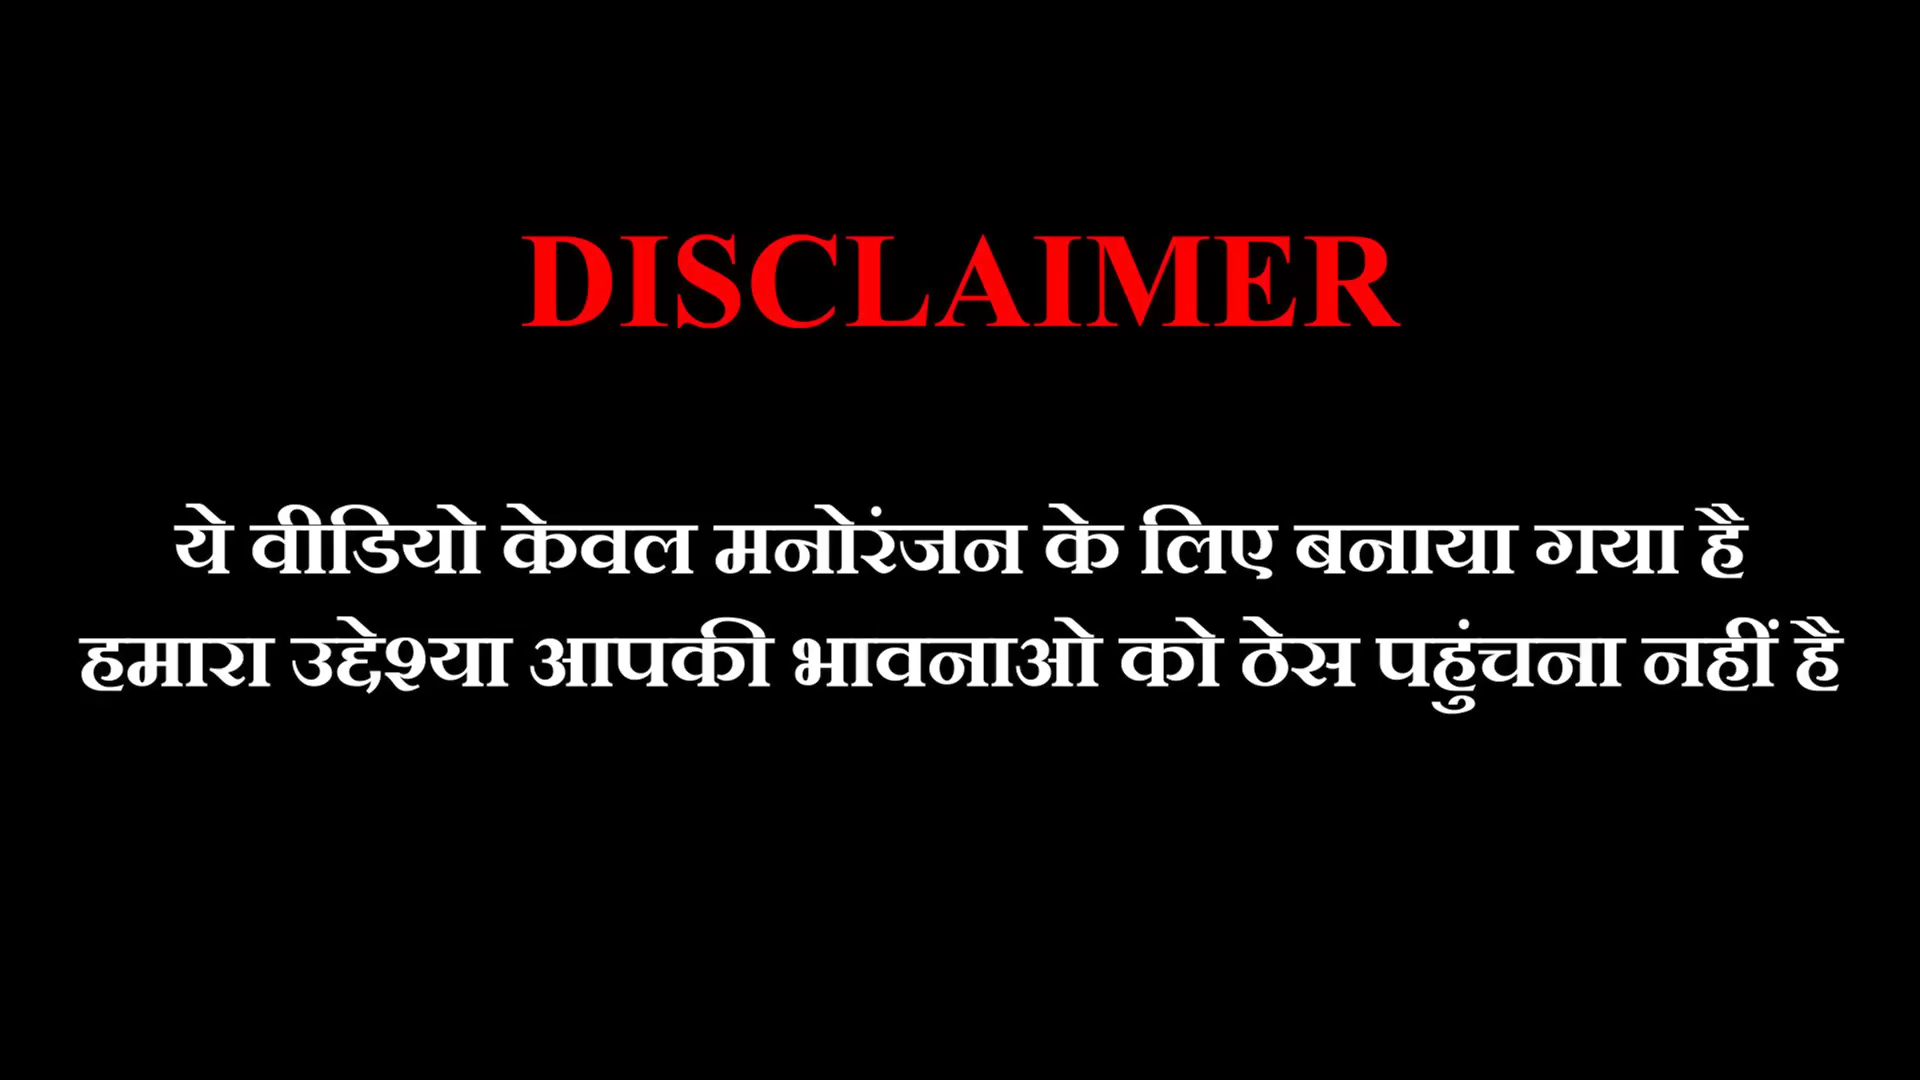 DISCLAIMER
ये वीडियो केवल मनोरंजन के लिए बनाया गया है
हमारा उद्देश्या आपकी भावनाओ को ठेस पहुंचना नहीं है